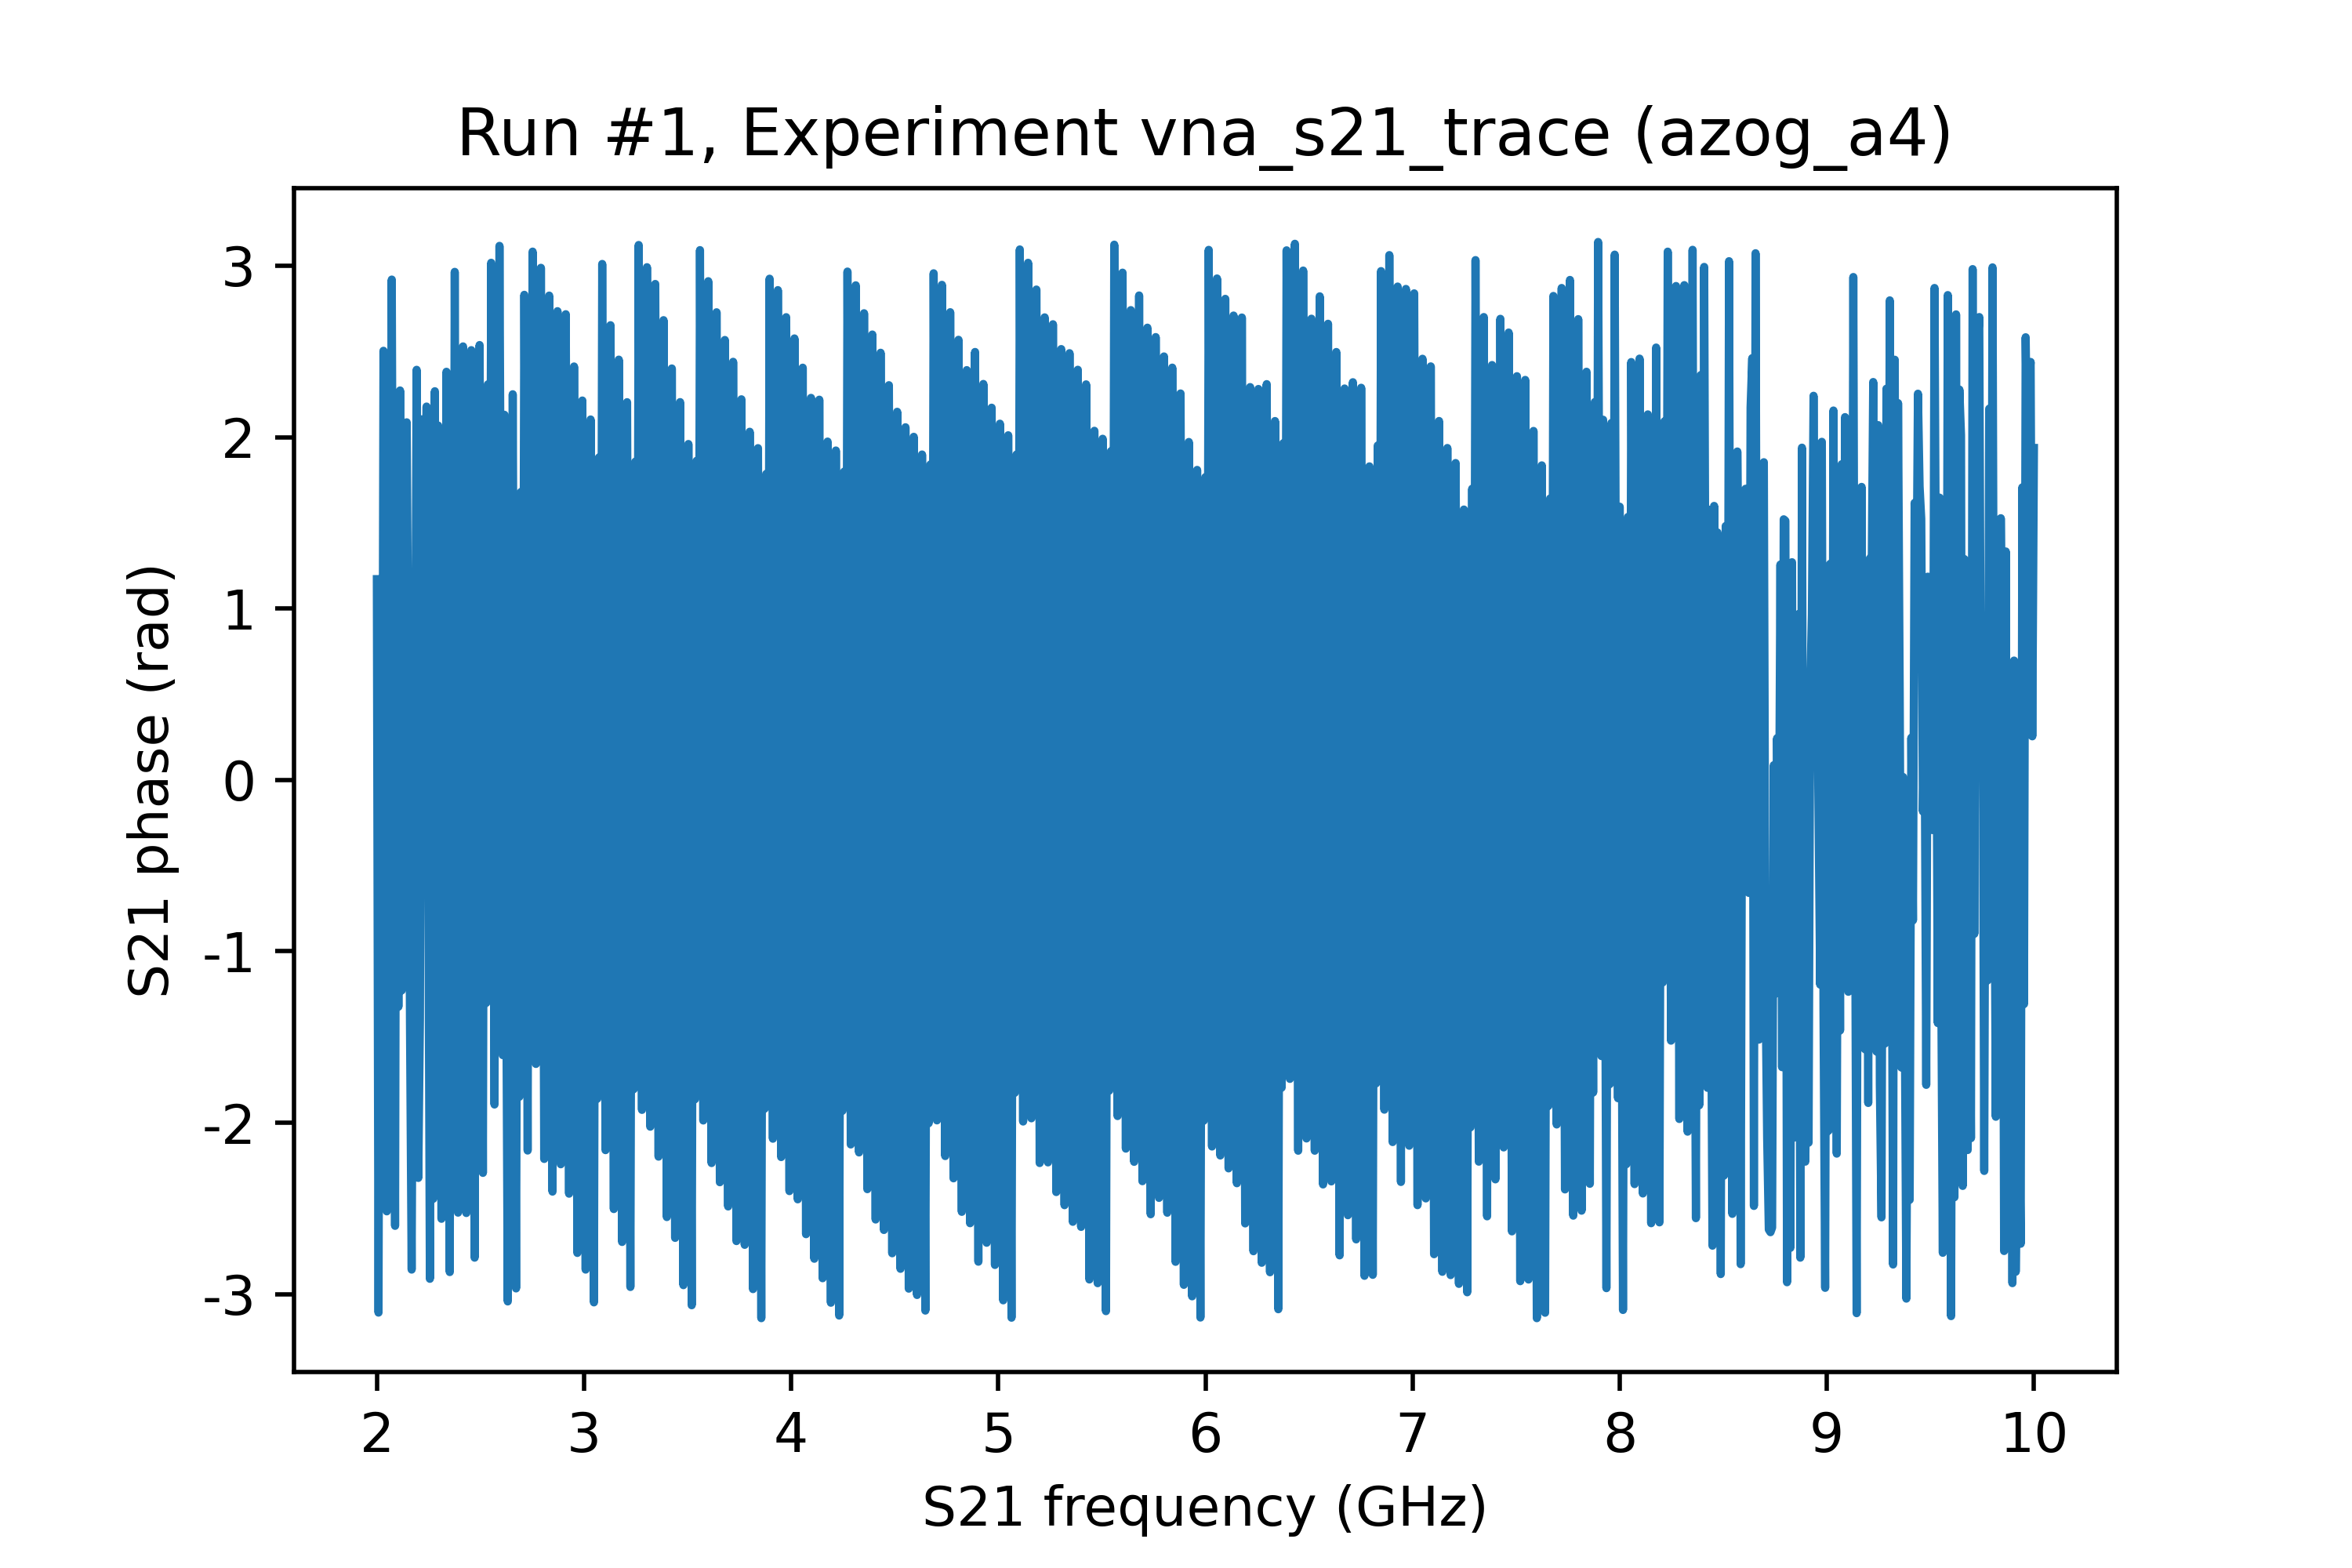 Run #1, Experiment vna_s21_trace (azog_a4)
3
2
1
0
-1
-2
-3
S21 phase (rad)
2 3 4 5 6 7 8 9 10
S21 frequency (GHz)